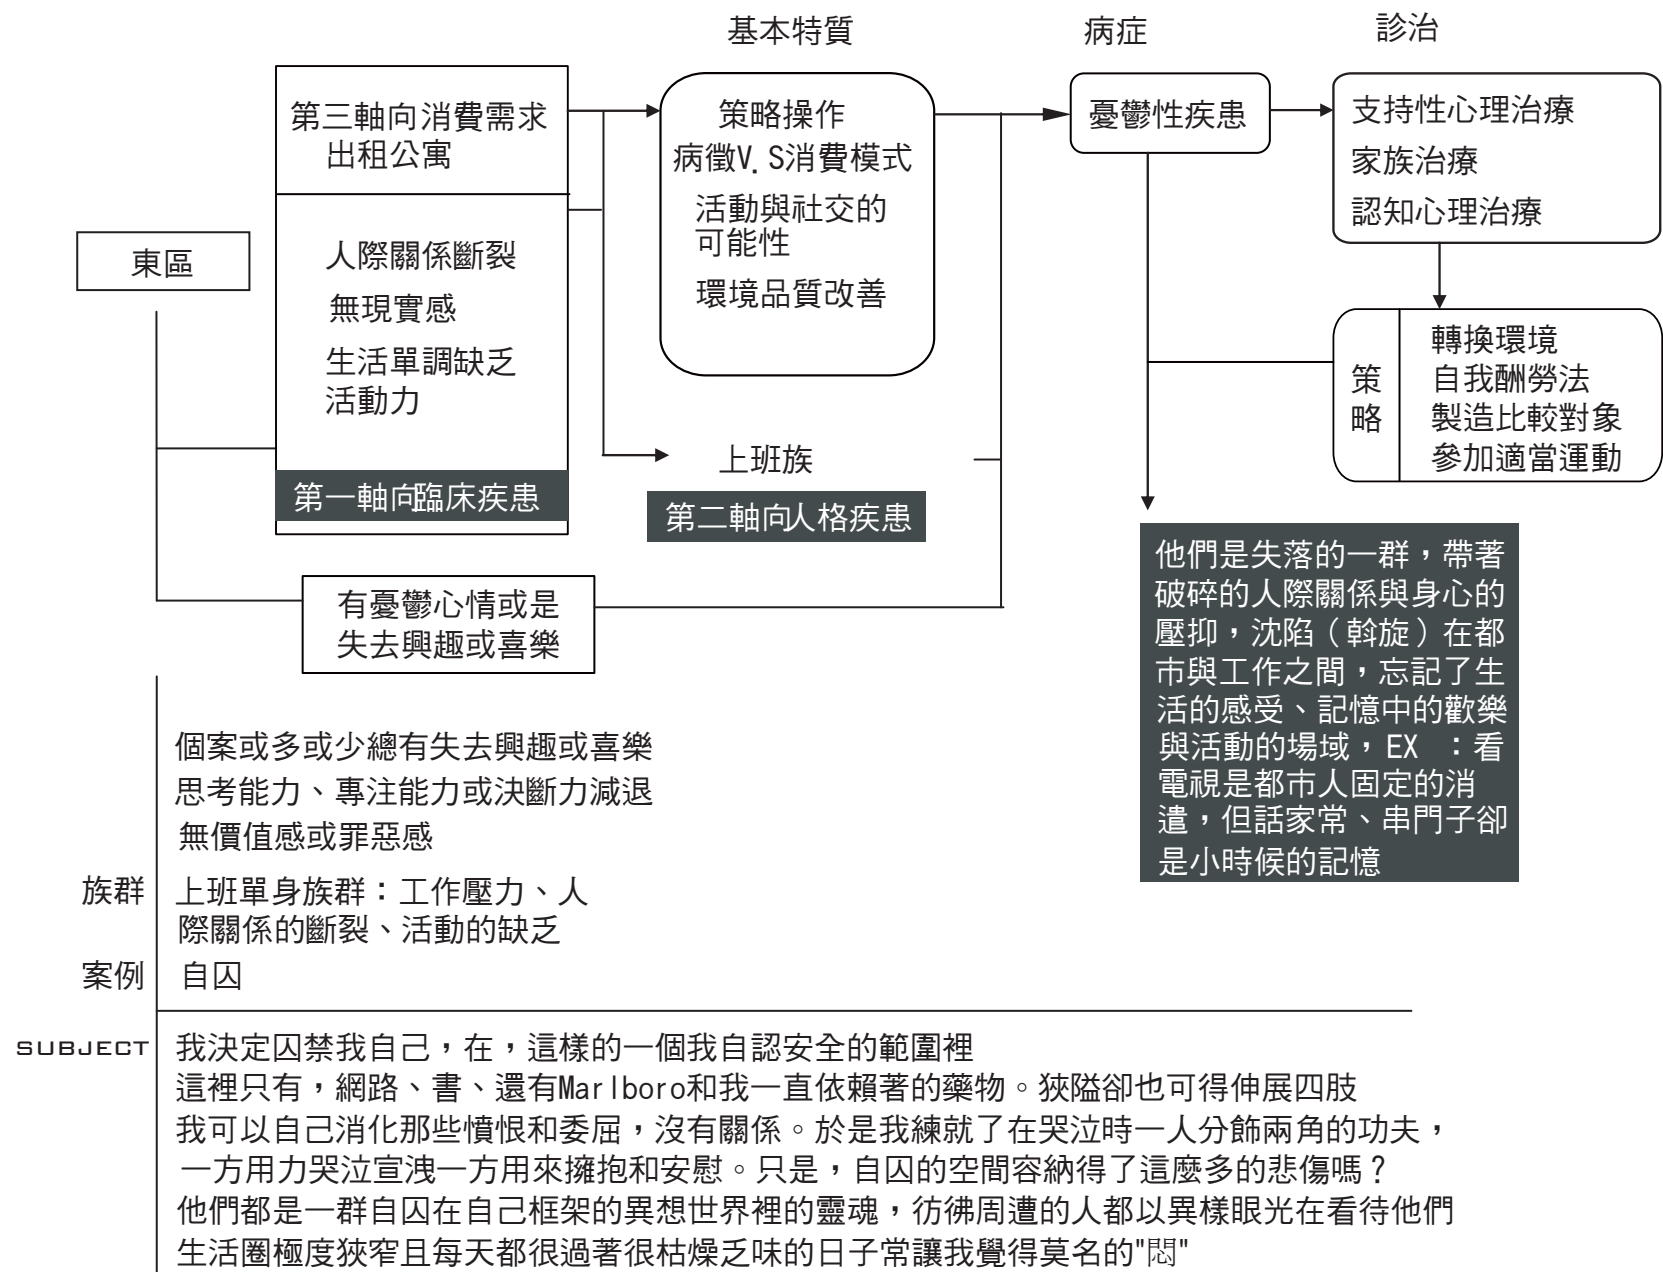 基本特質
病症
診治
東區
第三軸向消費需求
出租公寓
人際關係斷裂
無現實感
生活單調缺乏
活動力
第一軸向臨床疾患
策略操作
病徵V.S消費模式
活動與社交的
可能性
環境品質改善
上班族
第二軸向人格疾患
憂鬱性疾患
支持性心理治療
家族治療
認知心理治療
策
略
轉換環境
自我酬勞法
製造比較對象
參加適當運動
有憂鬱心情或是
失去興趣或喜樂
他們是失落的一群，帶著
破碎的人際關係與身心的
壓抑，沈陷（斡旋）在都
市與工作之間，忘記了生
活的感受、記憶中的歡樂
與活動的場域，EX ：看
電視是都市人固定的消
遣，但話家常、串門子卻
是小時候的記憶
個案或多或少總有失去興趣或喜樂
思考能力、專注能力或決斷力減退
無價值感或罪惡感
族群 上班單身族群：工作壓力、人
際關係的斷裂、活動的缺乏
案例 自囚
SUBJECT 我決定囚禁我自己，在，這樣的一個我自認安全的範圍裡
這裡只有，網路、書、還有Marlboro和我一直依賴著的藥物。狹隘卻也可得伸展四肢
我可以自己消化那些憤恨和委屈，沒有關係。於是我練就了在哭泣時一人分飾兩角的功夫，
一方用力哭泣宣洩一方用來擁抱和安慰。只是，自囚的空間容納得了這麼多的悲傷嗎？
他們都是一群自囚在自己框架的異想世界裡的靈魂，彷彿周遭的人都以異樣眼光在看待他們
生活圈極度狹窄且每天都很過著很枯燥乏味的日子常讓我覺得莫名的"悶"